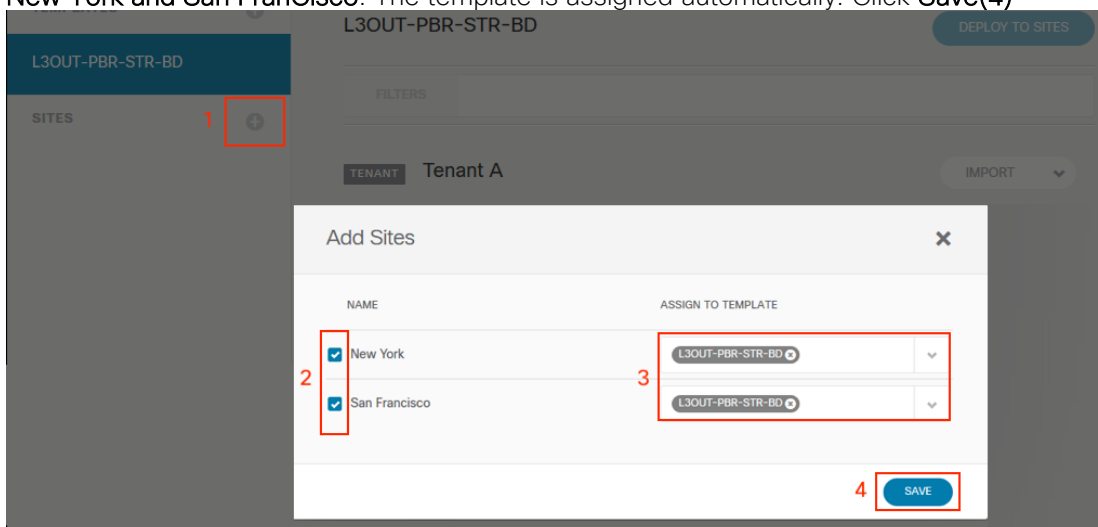 New York and San FranCisco. The template is assigned automatically. Click Save(4)
L3OUT-PBR-STR-BD
DEPLOY TO SITES
L3OUT-PBR-STR-BD
FILTERS
SITES
1
TENANT Tenant A
IMPORT
Add Sites
NAME
ASSIGN TO TEMPLATE
New York
L3OUT-PBR-STR-BD
2
3
San Francisco
L3OUT-PBR-STR-BD
4
SAVE